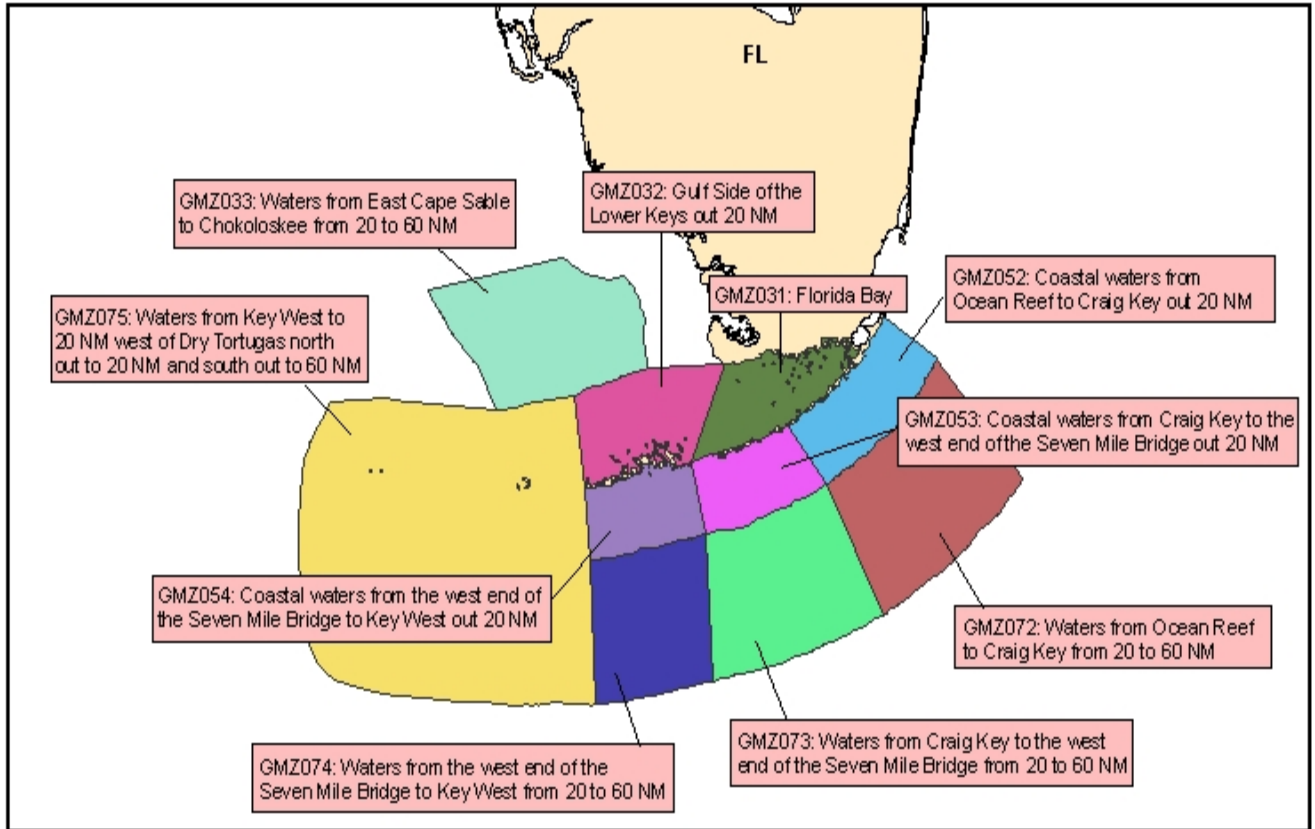 FL
GMZ033: Waters from East Cape Sable
to Chokoloskee from 20 to 60 NM
GMZ032: Gulf Side of the
Lower Keys out 20 NM
GMZ031: Florida Bay
GMZ052: Coastal waters from
Ocean Reef to Craig Key out 20 NM
GMZ075: Waters from Key West to
20 NM west of Dry Tortugas north
out to 20 NM and south out to 60 NM
GMZ053: Coastal waters from Craig Key to the
west end of the Seven Mile Bridge out 20 NM
GMZ054: Coastal waters from the west end of
the Seven Mile Bridge to Key West out 20 NM
GMZ072: Waters from Ocean Reef
to Craig Key from 20 to 60 NM
GMZ073: Waters from Craig Key to the west
end of the Seven Mile Bridge from 20 to 60 NM
GMZ074: Waters from the west end of the
Seven Mile Bridge to Key West from 20 to 60 NM